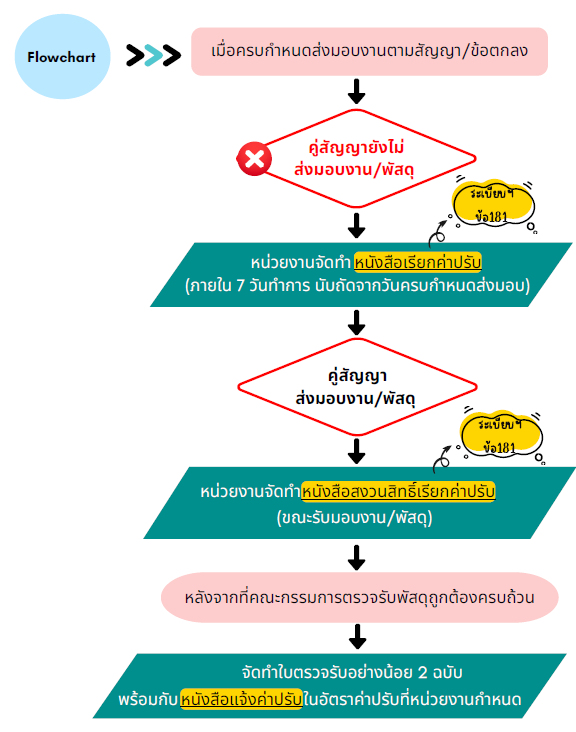 Flowchart
เมื่อครบกำหนดส่งมอบงานตามสัญญา/ข้อตกลง
คู่สัญญายังไม่
ส่งมอบงาน/พัสดุ
ระเบียบฯ
ข้อ181
หน่วยงานจัดทำ หนังสือเรียกค่าปรับ
(ภายใน 7 วันทำการ นับถัดจากวันครบกำหนดส่งมอบ)
คู่สัญญา
ส่งมอบงาน/พัสดุ
ระเบียบฯ
ข้อ181
หน่วยงานจัดทำหนังสือสงวนสิทธิ์เรียกค่าปรับ
(ขณะรับมอบงาน/พัสดุ)
หลังจากที่คณะกรรมการตรวจรับพัสดุถูกต้องครบถ้วน
จัดทำใบตรวจรับอย่างน้อย 2 ฉบับ
พร้อมกับ หนังสือแจ้งค่าปรับในอัตราค่าปรับที่หน่วยงานกำหนด